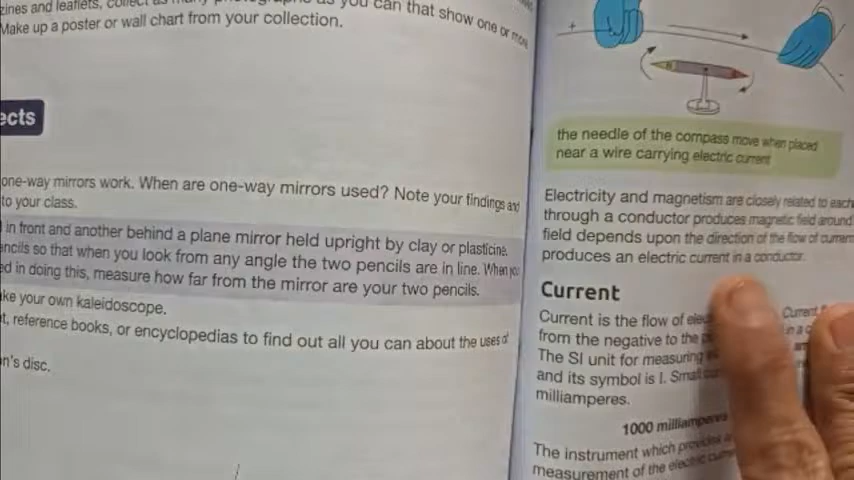 zines and leaflets, collect as many photographs as you can that show one or more
Make up a poster or wall chart from your collection.
ects
one-way mirrors work. When are one-way mirrors used? Note your findings and
to your class.
in front and another behind a plane mirror held upright by clay or plasticine.
encils so that when you look from any angle the two pencils are in line. When you
ed in doing this, measure how far from the mirror are your two pencils.
ke your own kaleidoscope.
t, reference books, or encyclopedias to find out all you can about the uses of
n's disc.
+
-
the needle of the compass move when placed
near a wire carrying electric current
Electricity and magnetism are closely related to each
through a conductor produces magnetic field around
field depends upon the direction of the flow of current
produces an electric current in a conductor.
Current
Current is the flow of elec
from the negative to the p
The SI unit for measuring
and its symbol is I. Small cur
milliamperes.
1000 milliamperes
The instrument which provides
measurement of the electric curr
Current
in a